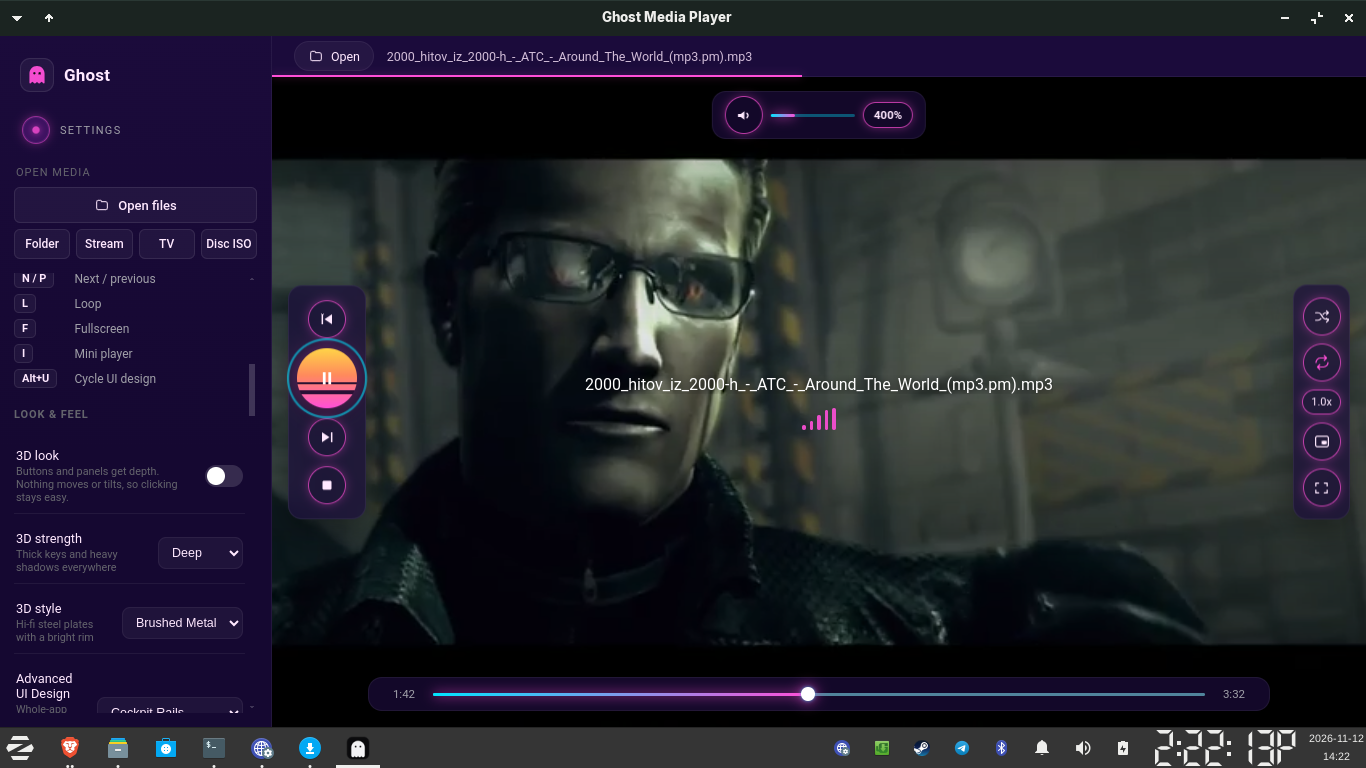 Ghost Media Player
Ghost
SETTINGS
OPEN MEDIA
Open files
Folder
Stream
TV
Disc ISO
N / P Next / previous
L Loop
F Fullscreen
I Mini player
Alt+U Cycle UI design
LOOK & FEEL
3D look
Buttons and panels get depth.
Nothing moves or tilts, so clicking
stays easy.
3D strength
Thick keys and heavy
shadows everywhere
Deep
3D style
Hi-fi steel plates
with a bright rim
Brushed Metal
Advanced
UI Design
Whole-app
Cockpit Rails
Open
2000_hitov_iz_2000-h_-_ATC_-_Around_The_World_(mp3.pm).mp3
400%
2000_hitov_iz_2000-h_-_ATC_-_Around_The_World_(mp3.pm).mp3
1.0x
1:42
3:32
2:22:13P
2026-11-12
14:22